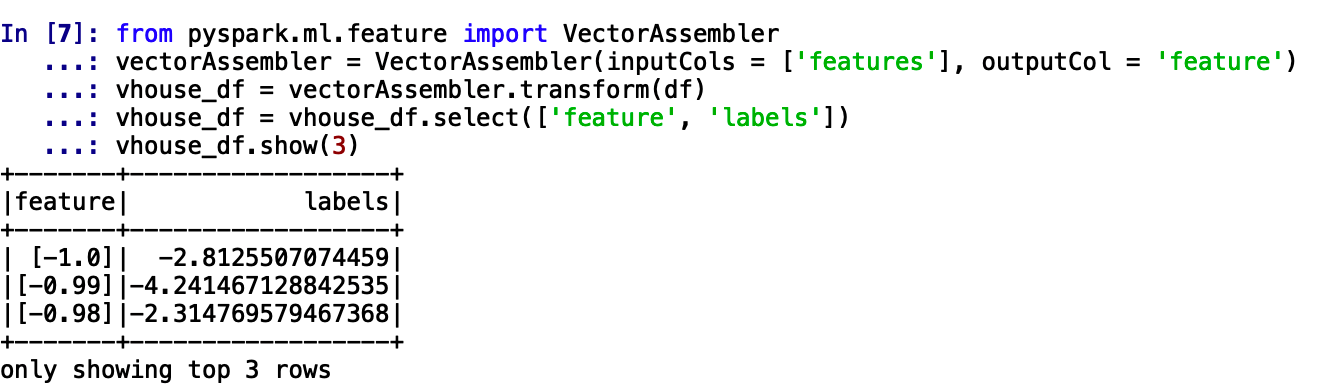 In [7]: from pyspark.ml.feature import VectorAssembler
   ...: vectorAssembler = VectorAssembler(inputCols = ['features'], outputCol = 'feature')
   ...: vhouse_df = vectorAssembler.transform(df)
   ...: vhouse_df = vhouse_df.select(['feature', 'labels'])
   ...: vhouse_df.show(3)
+-------+------------------+
|feature|            labels|
+-------+------------------+
| [-1.0]|  -2.8125507074459|
|[-0.99]|-4.241467128842535|
|[-0.98]|-2.314769579467368|
+-------+------------------+
only showing top 3 rows